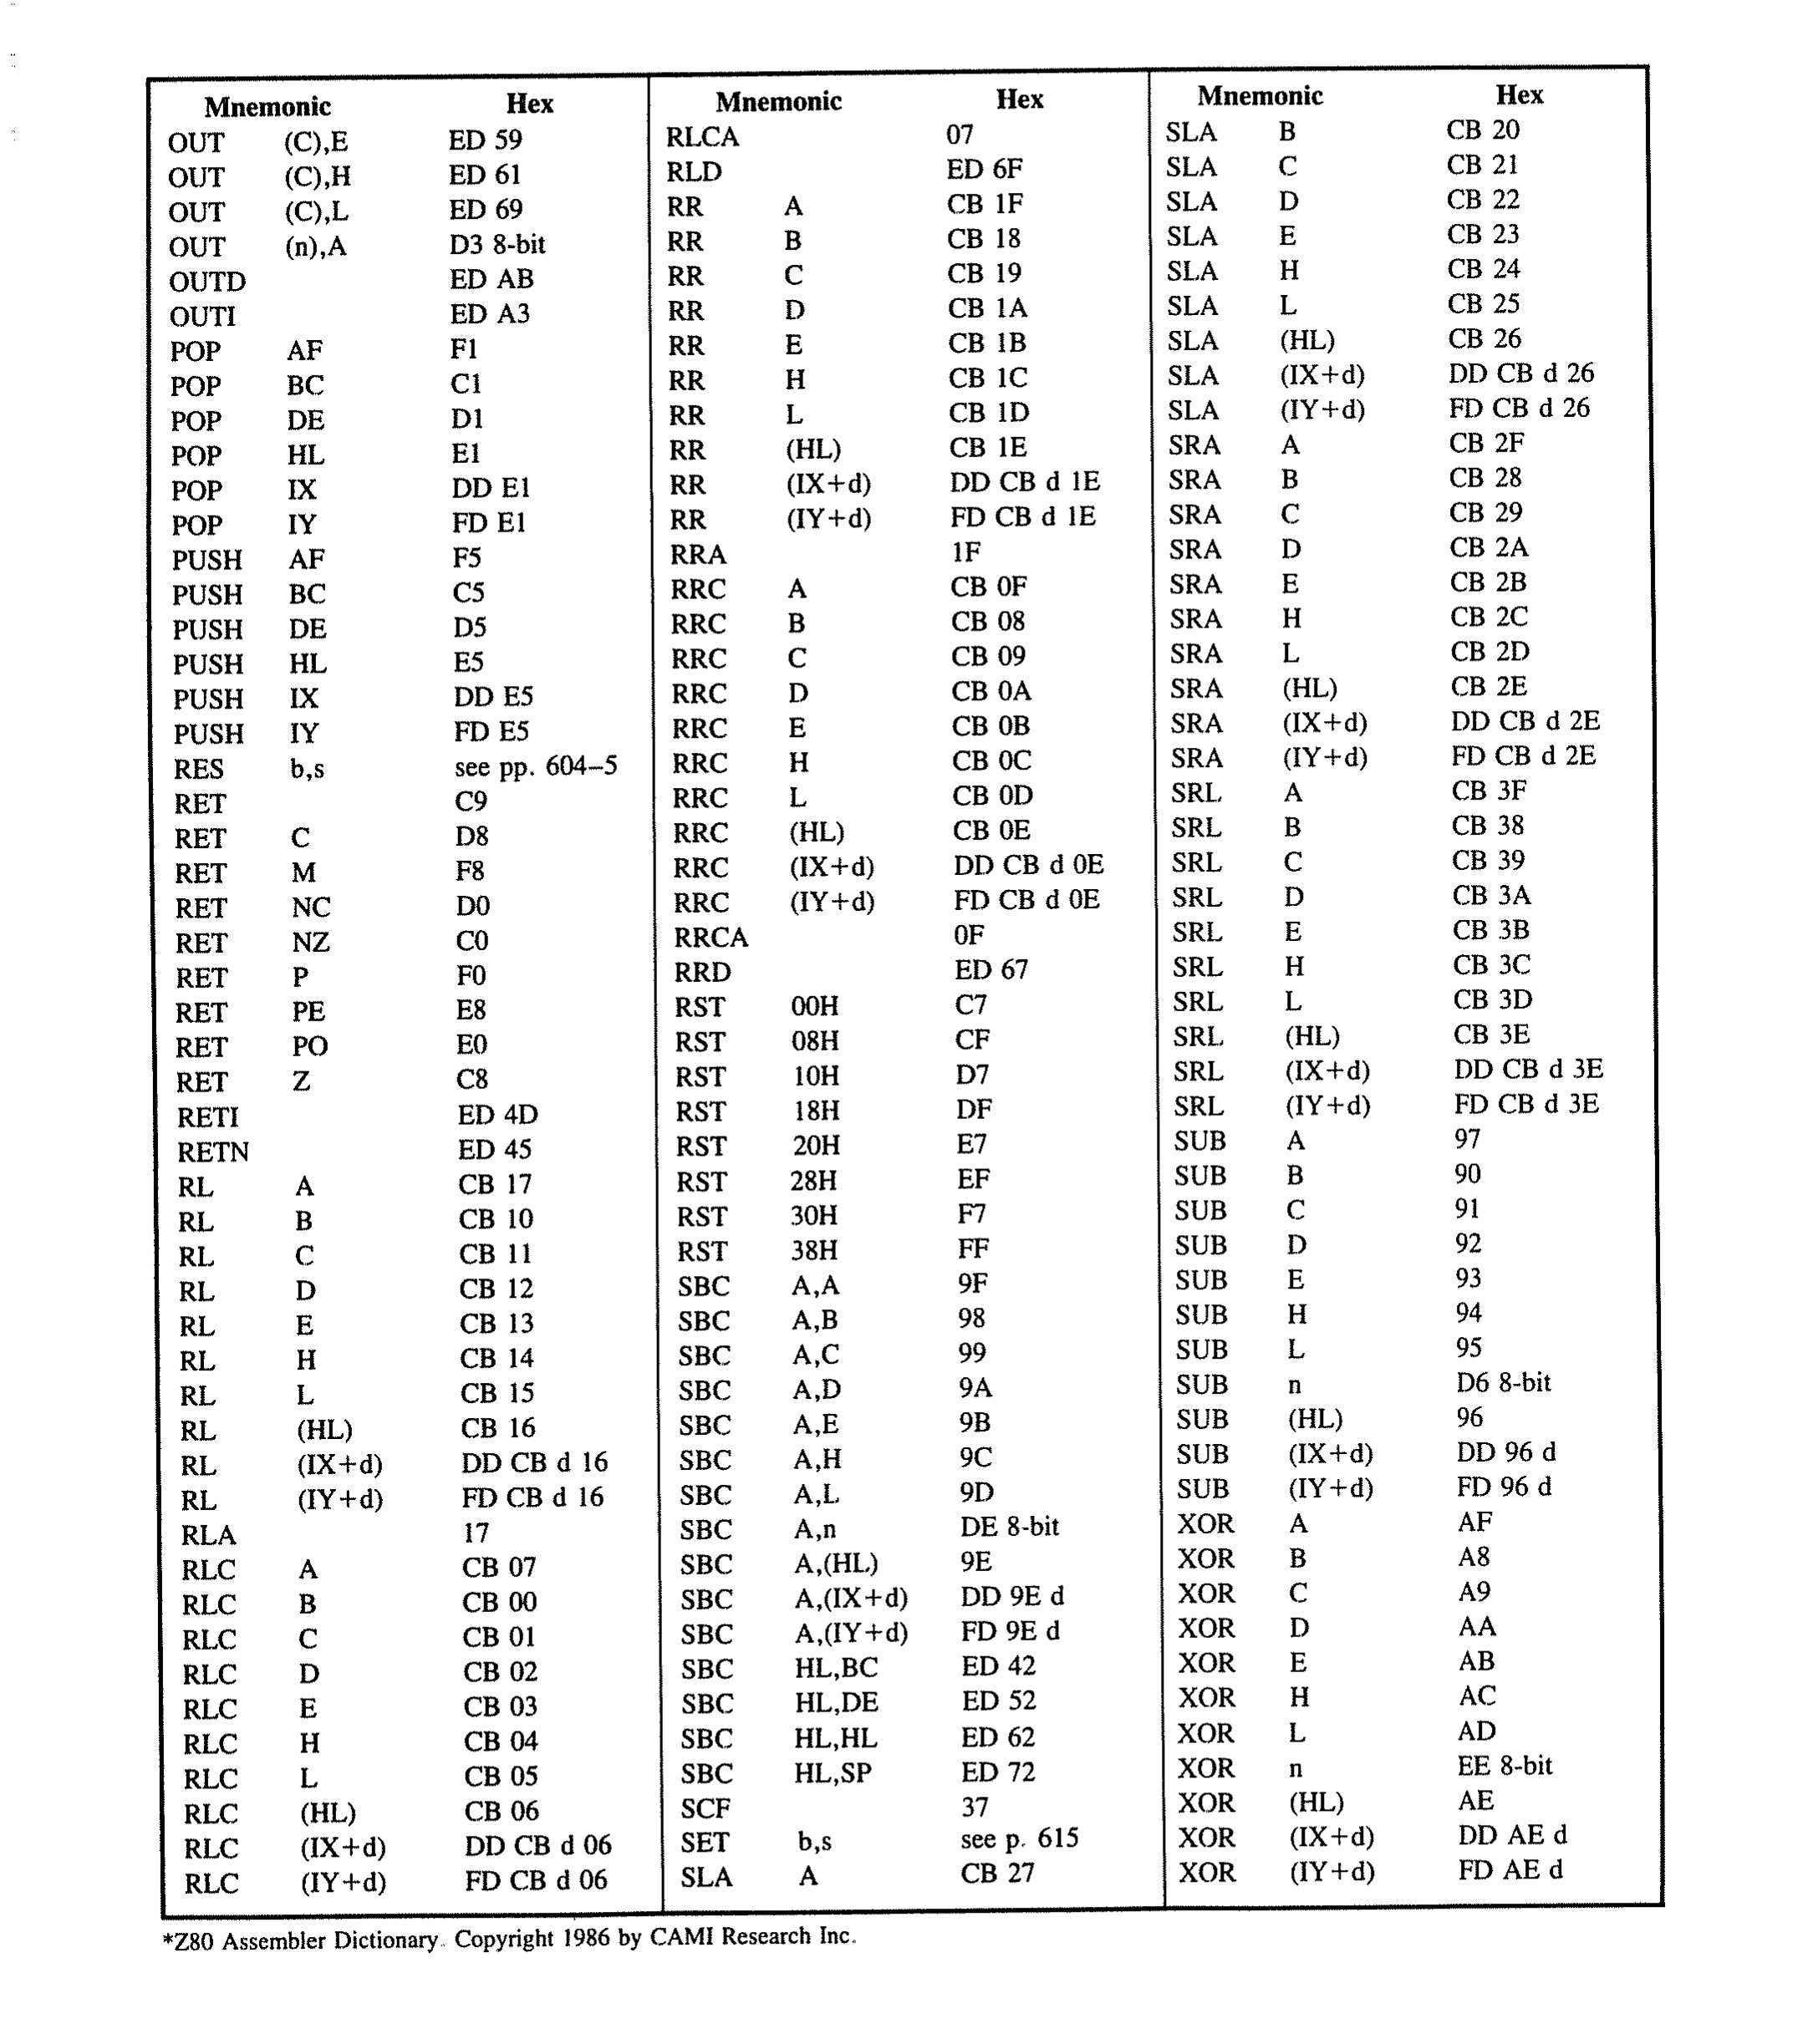 Mnemonic Hex
OUT (C),E ED 59
OUT (C),H ED 61
OUT (C),L ED 69
OUT (n),A D3 8-bit
OUTD ED AB
OUTI ED A3
POP AF F1
POP BC C1
POP DE D1
POP HL E1
POP IX DD E1
POP IY FD E1
PUSH AF F5
PUSH BC C5
PUSH DE D5
PUSH HL E5
PUSH IX DD E5
PUSH IY FD E5
RES b,s see pp. 604–5
RET C9
RET C D8
RET M F8
RET NC D0
RET NZ C0
RET P F0
RET PE E8
RET PO E0
RET Z C8
RETI ED 4D
RETN ED 45
RL A CB 17
RL B CB 10
RL C CB 11
RL D CB 12
RL E CB 13
RL H CB 14
RL L CB 15
RL (HL) CB 16
RL (IX+d) DD CB d 16
RL (IY+d) FD CB d 16
RLA 17
RLC A CB 07
RLC B CB 00
RLC C CB 01
RLC D CB 02
RLC E CB 03
RLC H CB 04
RLC L CB 05
RLC (HL) CB 06
RLC (IX+d) DD CB d 06
RLC (IY+d) FD CB d 06
Mnemonic Hex
RLCA 07
RLD ED 6F
RR A CB 1F
RR B CB 18
RR C CB 19
RR D CB 1A
RR E CB 1B
RR H CB 1C
RR L CB 1D
RR (HL) CB 1E
RR (IX+d) DD CB d 1E
RR (IY+d) FD CB d 1E
RRA 1F
RRC A CB 0F
RRC B CB 08
RRC C CB 09
RRC D CB 0A
RRC E CB 0B
RRC H CB 0C
RRC L CB 0D
RRC (HL) CB 0E
RRC (IX+d) DD CB d 0E
RRC (IY+d) FD CB d 0E
RRCA 0F
RRD ED 67
RST 00H C7
RST 08H CF
RST 10H D7
RST 18H DF
RST 20H E7
RST 28H EF
RST 30H F7
RST 38H FF
SBC A,A 9F
SBC A,B 98
SBC A,C 99
SBC A,D 9A
SBC A,E 9B
SBC A,H 9C
SBC A,L 9D
SBC A,n DE 8-bit
SBC A,(HL) 9E
SBC A,(IX+d) DD 9E d
SBC A,(IY+d) FD 9E d
SBC HL,BC ED 42
SBC HL,DE ED 52
SBC HL,HL ED 62
SBC HL,SP ED 72
SCF 37
SET b,s see p. 615
SLA A CB 27
Mnemonic Hex
SLA B CB 20
SLA C CB 21
SLA D CB 22
SLA E CB 23
SLA H CB 24
SLA L CB 25
SLA (HL) CB 26
SLA (IX+d) DD CB d 26
SLA (IY+d) FD CB d 26
SRA A CB 2F
SRA B CB 28
SRA C CB 29
SRA D CB 2A
SRA E CB 2B
SRA H CB 2C
SRA L CB 2D
SRA (HL) CB 2E
SRA (IX+d) DD CB d 2E
SRA (IY+d) FD CB d 2E
SRL A CB 3F
SRL B CB 38
SRL C CB 39
SRL D CB 3A
SRL E CB 3B
SRL H CB 3C
SRL L CB 3D
SRL (HL) CB 3E
SRL (IX+d) DD CB d 3E
SRL (IY+d) FD CB d 3E
SUB A 97
SUB B 90
SUB C 91
SUB D 92
SUB E 93
SUB H 94
SUB L 95
SUB n D6 8-bit
SUB (HL) 96
SUB (IX+d) DD 96 d
SUB (IY+d) FD 96 d
XOR A AF
XOR B A8
XOR C A9
XOR D AA
XOR E AB
XOR H AC
XOR L AD
XOR n EE 8-bit
XOR (HL) AE
XOR (IX+d) DD AE d
XOR (IY+d) FD AE d
*Z80 Assembler Dictionary. Copyright 1986 by CAMI Research Inc.